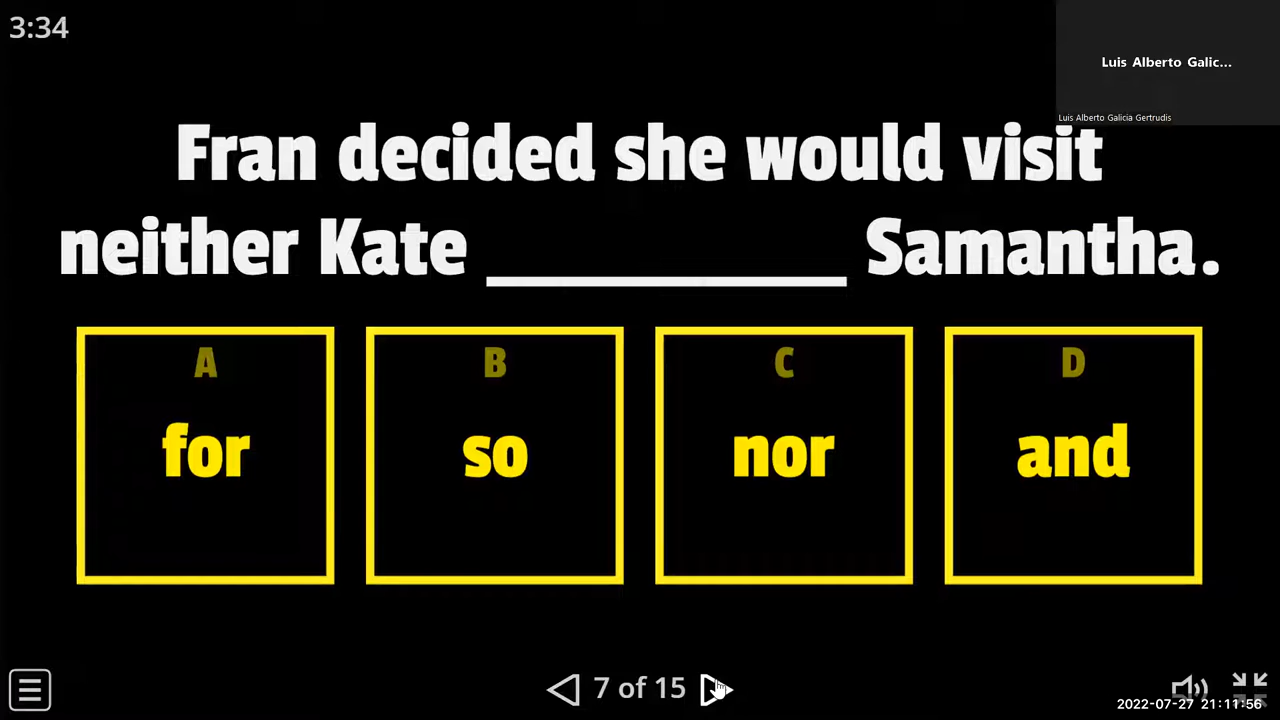 3:34
Luis Alberto Galic...
Luis Alberto Galicia Gertrudis
Fran decided she would visit
neither Kate __________ Samantha.
A
for
B
so
C
nor
D
and
7 of 15
2022-07-27 21:11:56